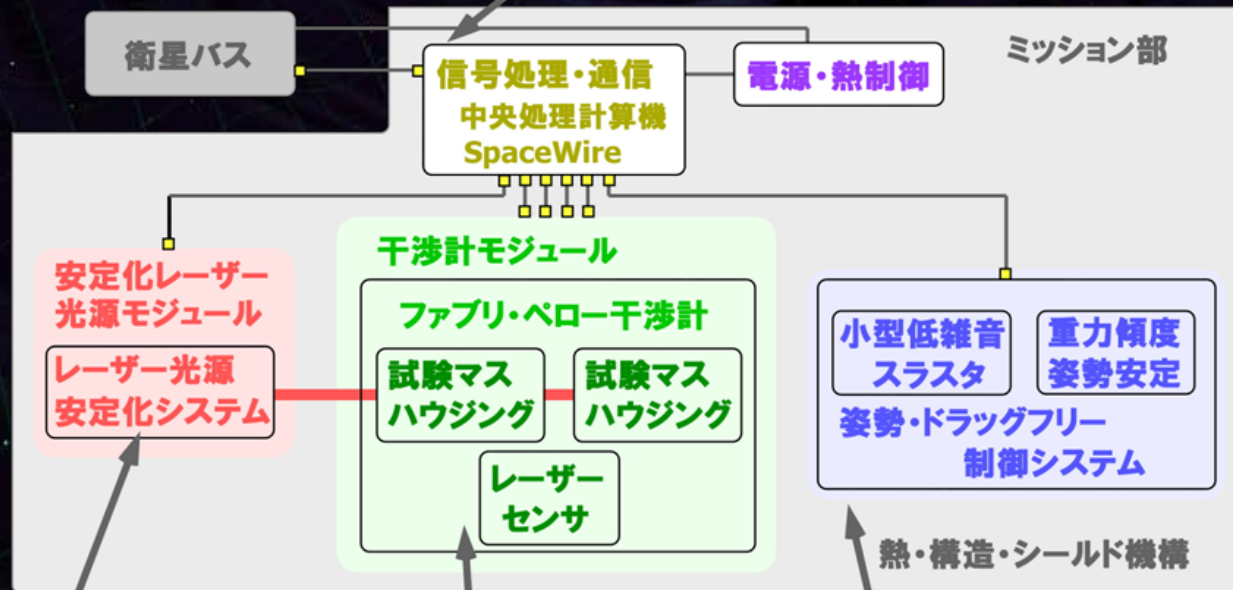 衛星バス
ミッション部
信号処理・通信
中央処理計算機
SpaceWire
電源・熱制御
安定化レーザー
光源モジュール
レーザー光源
安定化システム
干渉計モジュール
ファブリ・ペロー干渉計
試験マス
ハウジング
試験マス
ハウジング
レーザー
センサ
小型低雑音
スラスタ
重力傾度
姿勢安定
姿勢・ドラッグフリー
制御システム
熱・構造・シールド機構